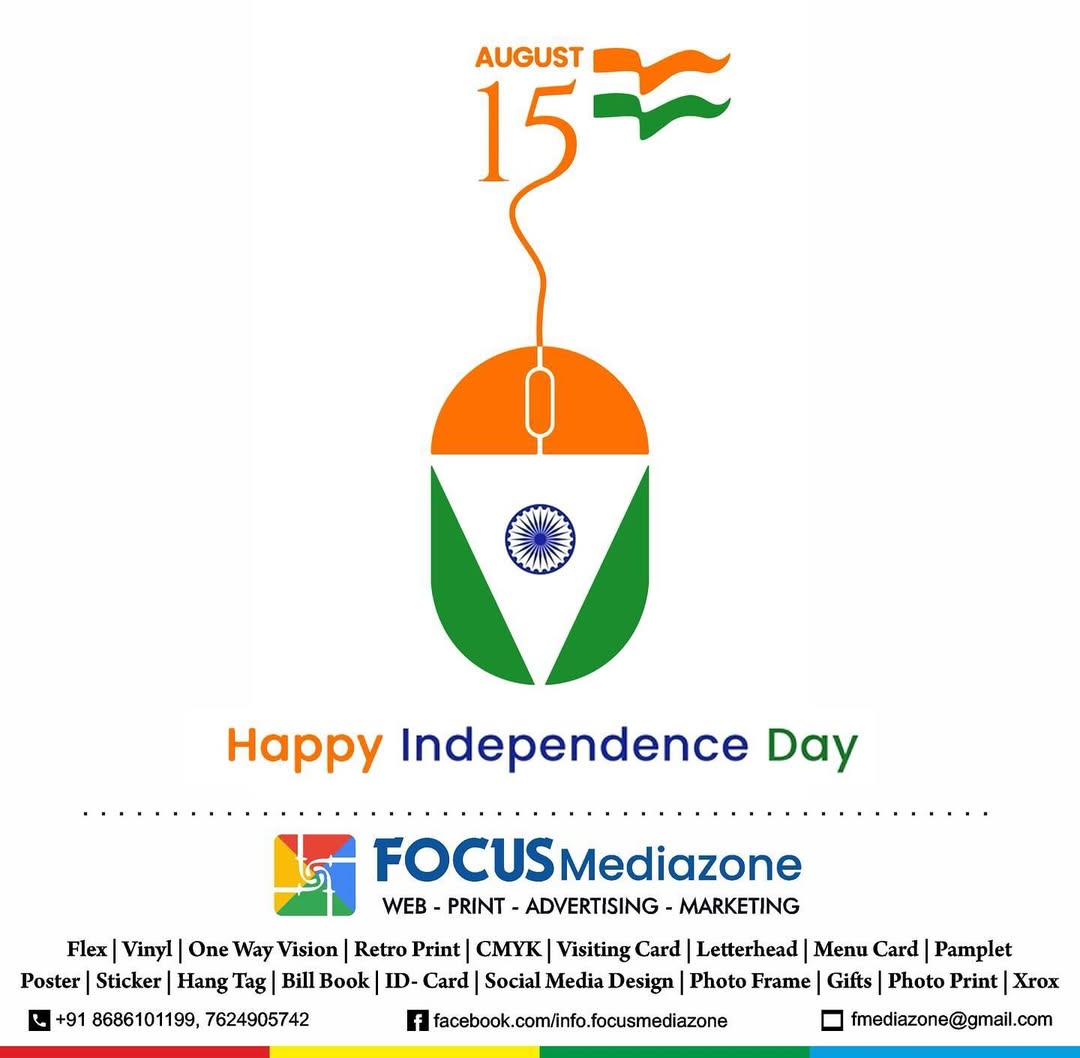 AUGUST
15
Happy Independence Day
FOCUS Mediazone
WEB - PRINT - ADVERTISING - MARKETING
Flex | Vinyl | One Way Vision | Retro Print | CMYK | Visiting Card | Letterhead | Menu Card | Pamplet
Poster | Sticker | Hang Tag | Bill Book | ID- Card | Social Media Design | Photo Frame | Gifts | Photo Print | Xrox
+91 8686101199, 7624905742 facebook.com/info.focusmediazone fmediazone@gmail.com